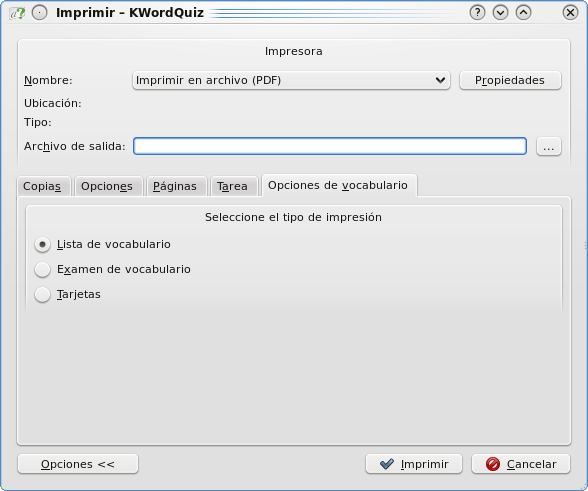 Imprimir – KWordQuiz
Impresora
Nombre: Imprimir en archivo (PDF) Propiedades
Ubicación:
Tipo:
Archivo de salida: ...
Copias Opciones Páginas Tarea Opciones de vocabulario
Seleccione el tipo de impresión
Lista de vocabulario
Examen de vocabulario
Tarjetas
Opciones << Imprimir Cancelar